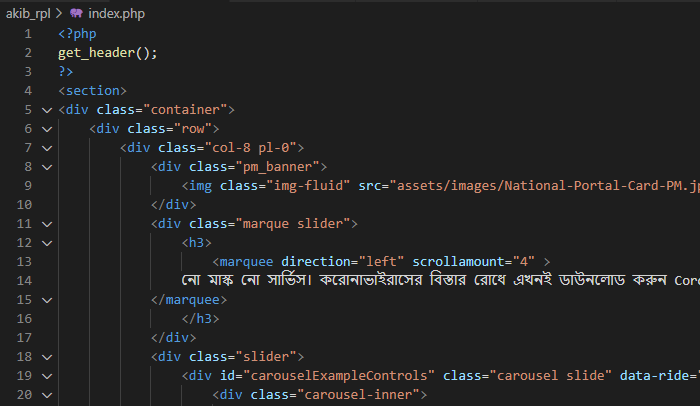 akib_rpl > index.php
1 <?php
2 get_header();
3 ?>
4 <section>
5 <div class="container">
6 <div class="row">
7 <div class="col-8 pl-0">
8 <div class="pm_banner">
9 <img class="img-fluid" src="assets/images/National-Portal-Card-PM.jp
10 </div>
11 <div class="marque slider">
12 <h3>
13 <marquee direction="left" scrollamount="4" >
14 নো মাস্ক নো সার্ভিস। করোনাভাইরাসের বিস্তার রোধে এখনই ডাউনলোড করুন Coro
15 </marquee>
16 </h3>
17 </div>
18 <div class="slider">
19 <div id="carouselExampleControls" class="carousel slide" data-ride="
20 <div class="carousel-inner">